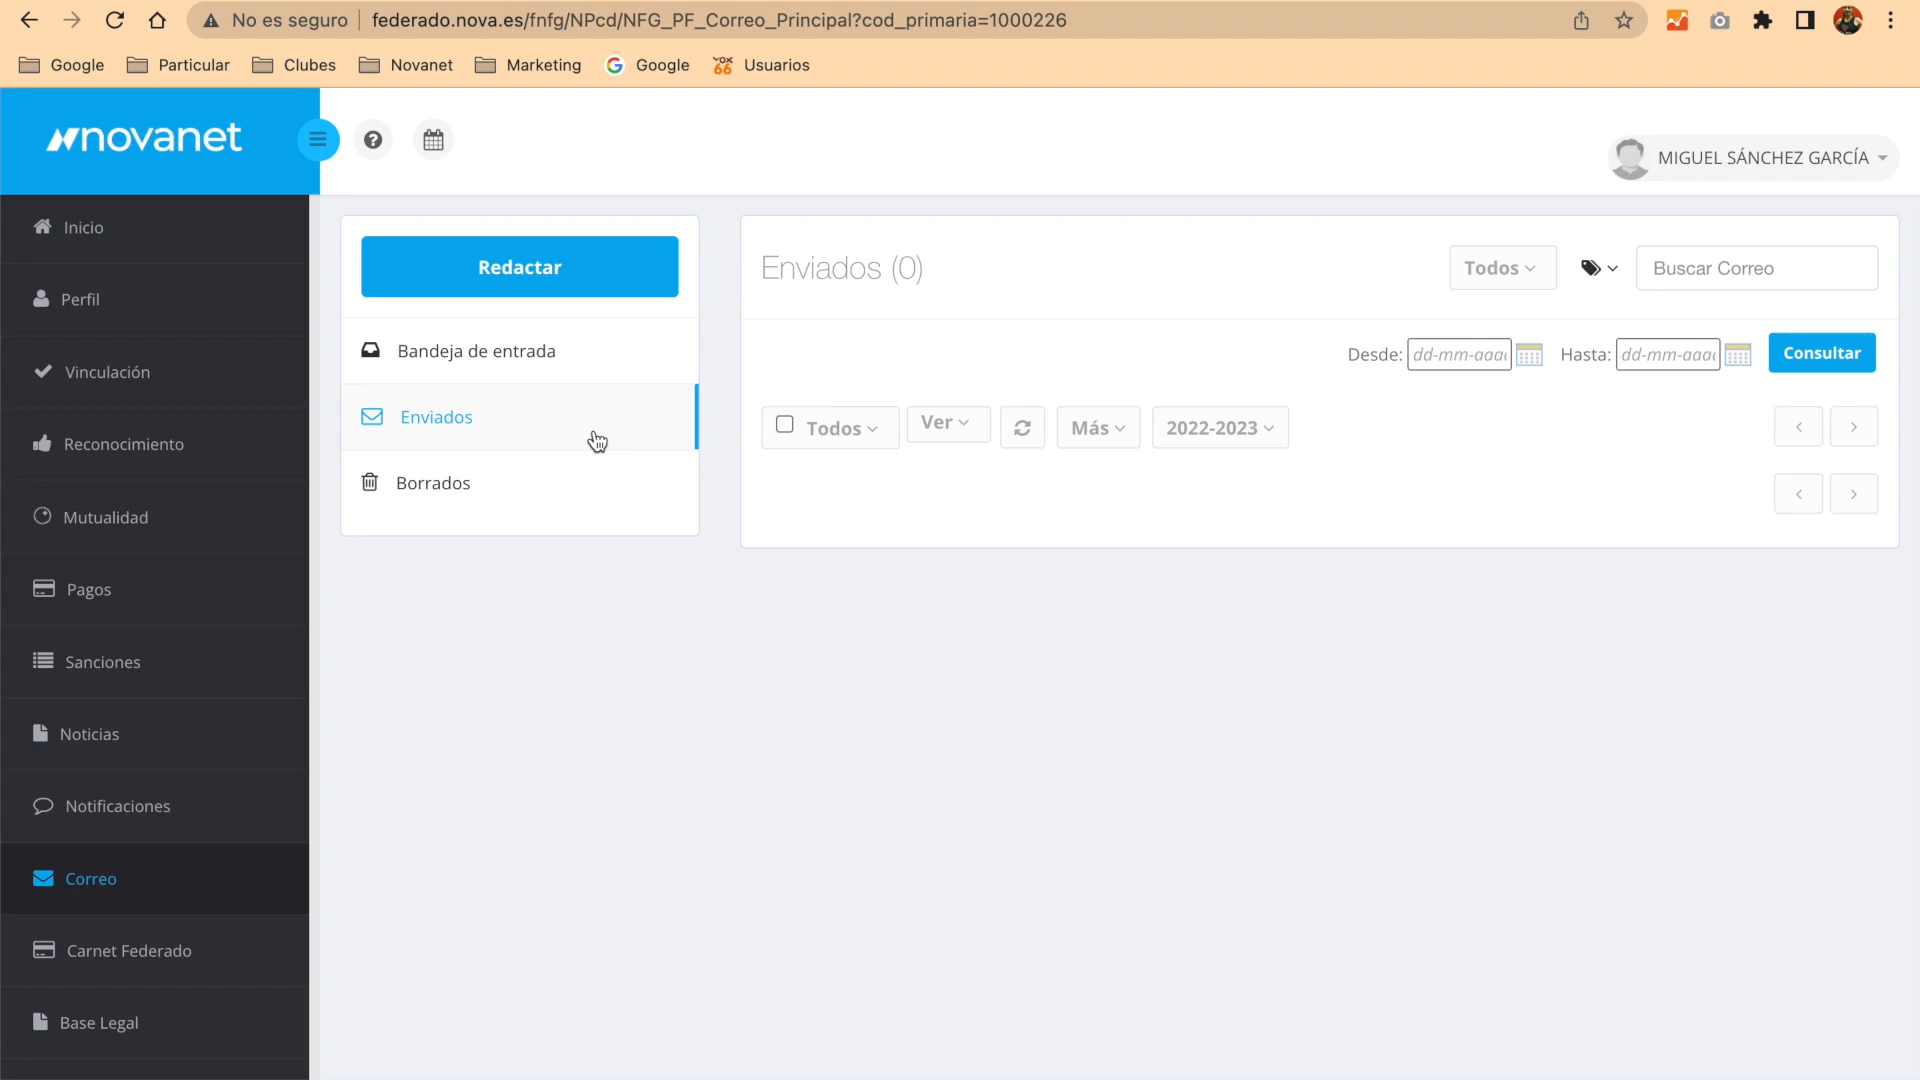 No es seguro federado.nova.es/fnfg/NPcd/NFG_PF_Correo_Principal?cod_primaria=1000226
Google Particular Clubes Novanet Marketing Google Usuarios
novanet
MIGUEL SÁNCHEZ GARCÍA
Inicio
Perfil
Vinculación
Reconocimiento
Mutualidad
Pagos
Sanciones
Noticias
Notificaciones
Correo
Carnet Federado
Base Legal
Redactar
Bandeja de entrada
Enviados
Borrados
Enviados (0) Todos Buscar Correo
Desde: dd-mm-aaa Hasta: dd-mm-aaa Consultar
Todos Ver Más 2022-2023